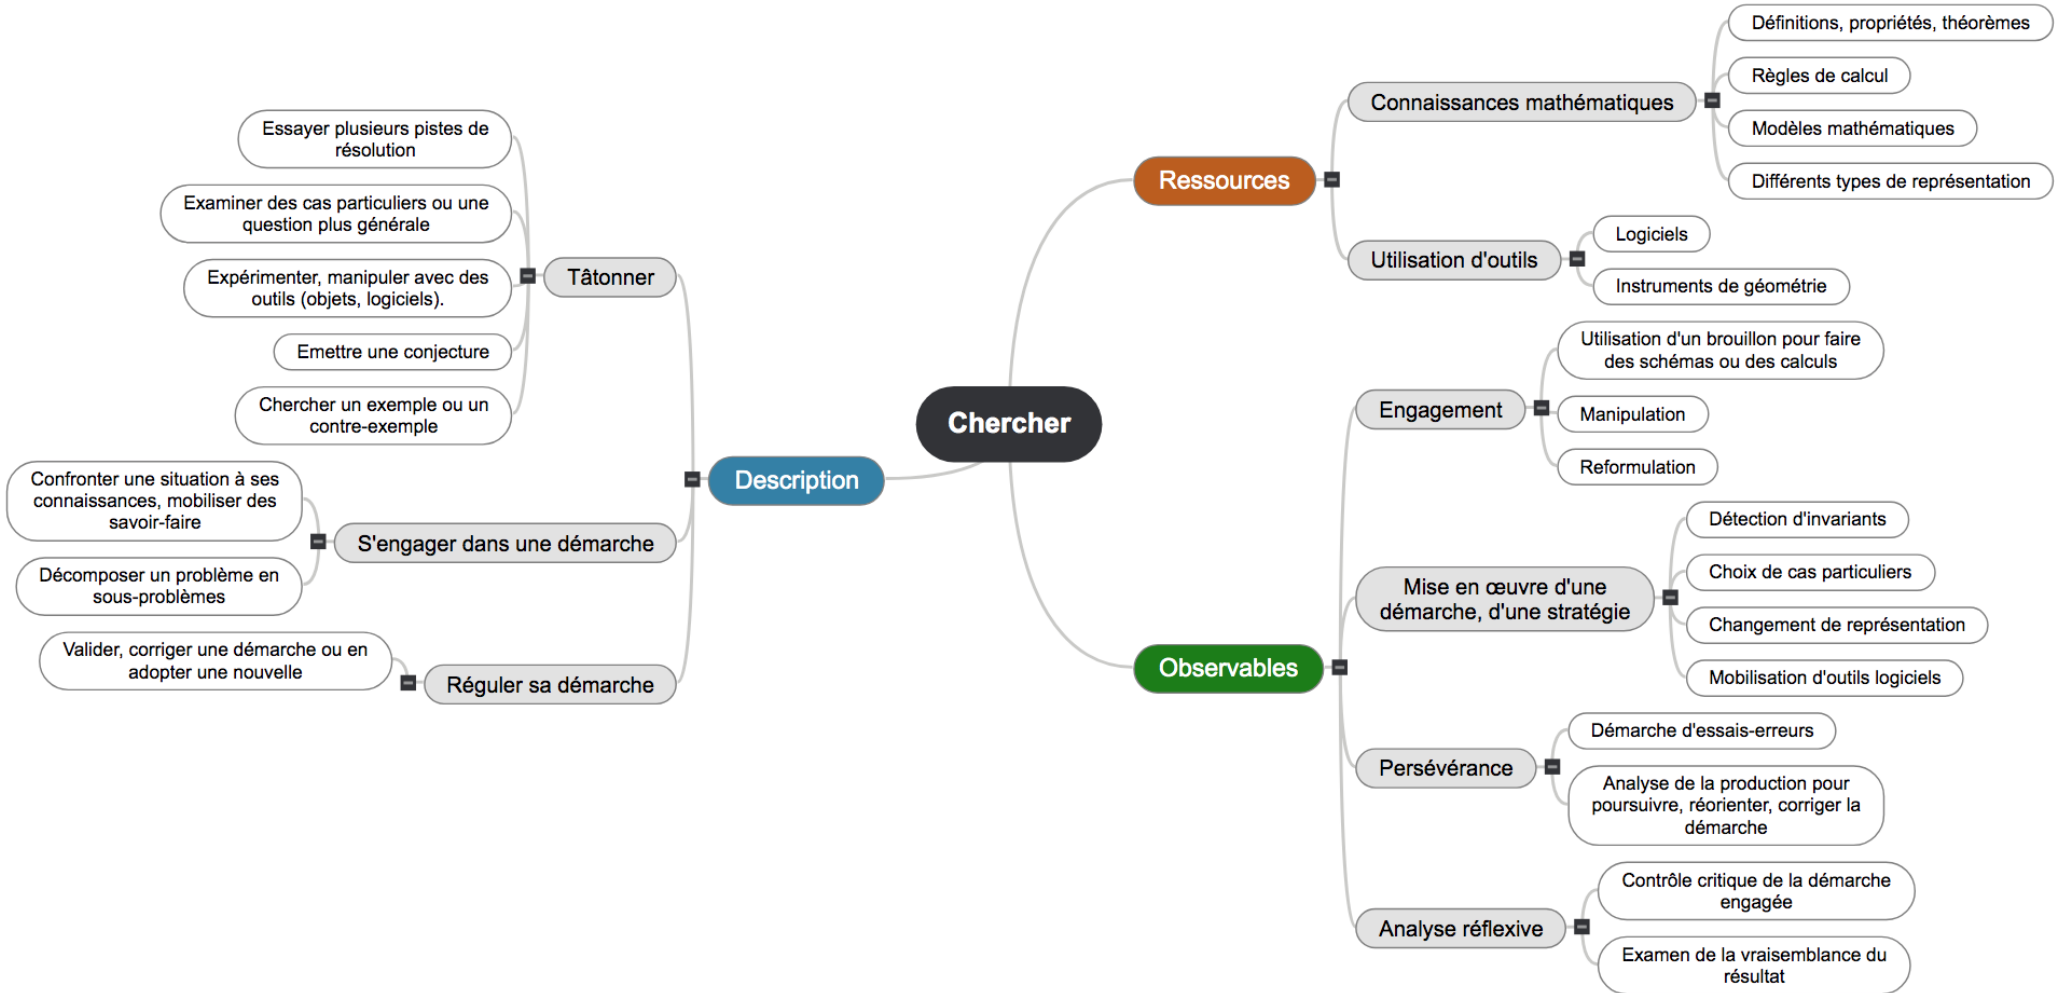 Chercher
Description
Tâtonner
Essayer plusieurs pistes de
résolution
Examiner des cas particuliers ou une
question plus générale
Expérimenter, manipuler avec des
outils (objets, logiciels).
Emettre une conjecture
Chercher un exemple ou un
contre-exemple
S'engager dans une démarche
Confronter une situation à ses
connaissances, mobiliser des
savoir-faire
Décomposer un problème en
sous-problèmes
Réguler sa démarche
Valider, corriger une démarche ou en
adopter une nouvelle
Ressources
Connaissances mathématiques
Définitions, propriétés, théorèmes
Règles de calcul
Modèles mathématiques
Différents types de représentation
Utilisation d'outils
Logiciels
Instruments de géométrie
Observables
Engagement
Utilisation d'un brouillon pour faire
des schémas ou des calculs
Manipulation
Reformulation
Mise en œuvre d'une
démarche, d'une stratégie
Détection d'invariants
Choix de cas particuliers
Changement de représentation
Mobilisation d'outils logiciels
Persévérance
Démarche d'essais-erreurs
Analyse de la production pour
poursuivre, réorienter, corriger la
démarche
Analyse réflexive
Contrôle critique de la démarche
engagée
Examen de la vraisemblance du
résultat